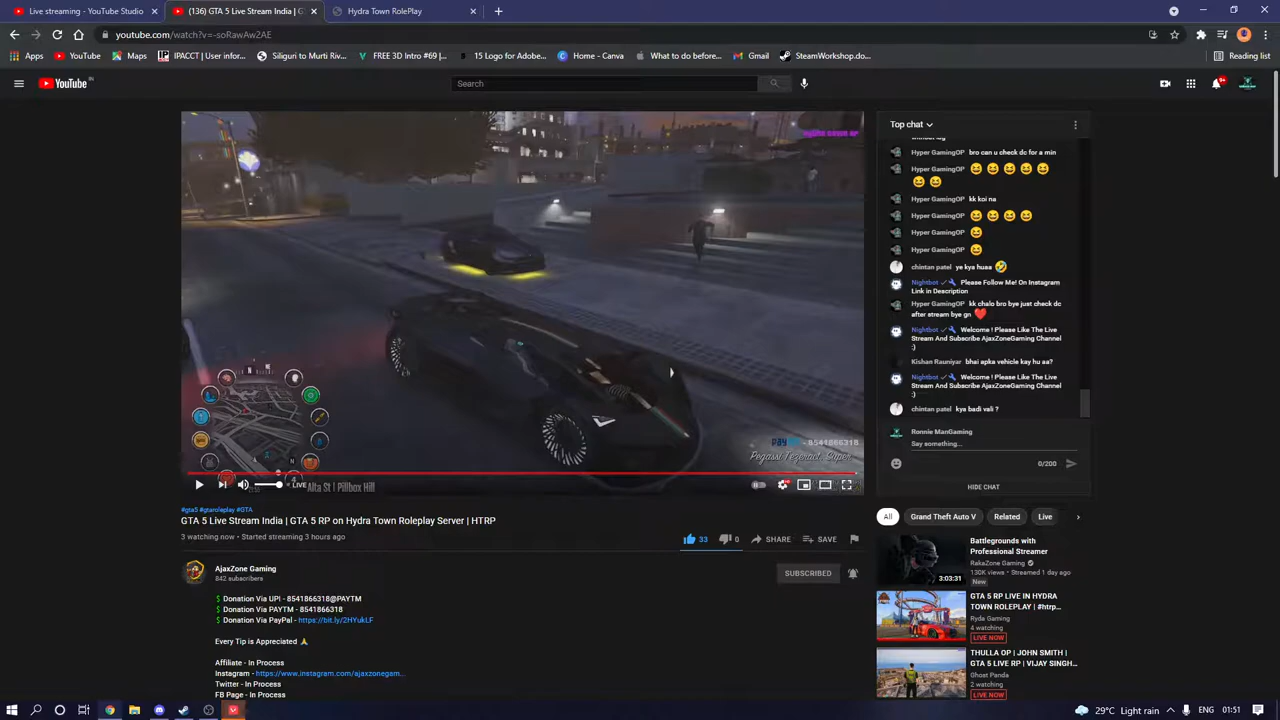 Live streaming - YouTube Studio
(136) GTA 5 Live Stream India | G
Hydra Town RolePlay
youtube.com/watch?v=-soRawAw2AE
Apps
YouTube
Maps
IPACCT | Where th...
Siliguri to Murti Riv...
FREE 3D Intro #69 |...
15 Logo for Adobe...
Home - Canva
What to do before...
Gmail
SteamWorkshop.do...
Reading list
YouTube
IN
Search
9+
Top chat
Hyper GamingOP bro can u check dc for a min
Hyper GamingOP 😆 😆 😆 😆 😆
😆 😆
Hyper GamingOP kk koi na
Hyper GamingOP 😆 😆 😆 😆
Hyper GamingOP 😆
Hyper GamingOP 😆
chintan patel ye kya huaa 🤣
Nightbot Please Follow Me! On Instagram
Link in Description
Hyper GamingOP kk chalo bro bye just check dc
after stream bye gn ❤️
Nightbot Welcome ! Please Like The Live
Stream And Subscribe AjaxZoneGaming Channel
:)
Kishan Rauniyar bhai apka vehicle kay hu aa?
Nightbot Welcome ! Please Like The Live
Stream And Subscribe AjaxZoneGaming Channel
:)
chintan patel kya badi vali ?
Ronnie ManGaming
Say something...
0/200
HIDE CHAT
PAYTM - 8541866318
Pegassi Tezeract, Super
LIVE
Alta St | Pillbox Hill
#gta5 #gtaroleplay #GTA
GTA 5 Live Stream India | GTA 5 RP on Hydra Town Roleplay Server | HTRP
3 watching now • Started streaming 3 hours ago
33
0
SHARE
SAVE
AjaxZone Gaming
842 subscribers
SUBSCRIBED
💲 Donation Via UPI - 8541866318@PAYTM
💲 Donation Via PAYTM - 8541866318
💲 Donation Via PayPal - https://bit.ly/2HYukLF
Every Tip is Appreciated 🙏
Affiliate - In Process
Instagram - https://www.instagram.com/ajaxzonegam...
Twitter - In Process
FB Page - In Process
All
Grand Theft Auto V
Related
Live
Battlegrounds with
Professional Streamer
RakaZone Gaming
130K views • Streamed 1 day ago
New
3:03:31
GTA 5 RP LIVE IN HYDRA
TOWN ROLEPLAY | #htrp...
Ryda Gaming
4 watching
LIVE NOW
THULLA OP | JOHN SMITH |
GTA 5 LIVE RP | VIJAY SINGH...
Ghost Panda
2 watching
LIVE NOW
29°C Light rain
ENG
01:51